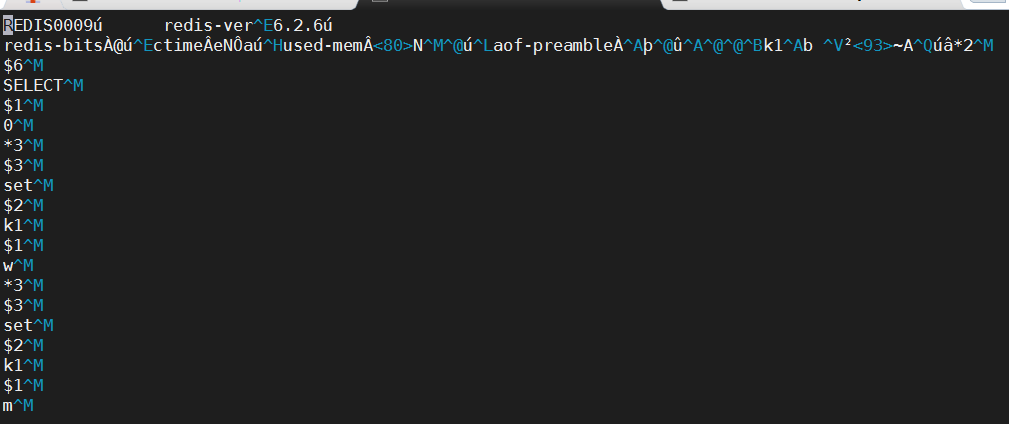 REDIS0009ú      redis-ver^E6.2.6ú
redis-bitsÀ@ú^EctimeÂeNÔaú^Hused-memÂ<80>N^M^@ú^Laof-preambleÀ^Aþ^@û^A^@^@^Bk1^Ab ^V²<93>~A^Qúâ*2^M
$6^M
SELECT^M
$1^M
0^M
*3^M
$3^M
set^M
$2^M
k1^M
$1^M
w^M
*3^M
$3^M
set^M
$2^M
k1^M
$1^M
m^M